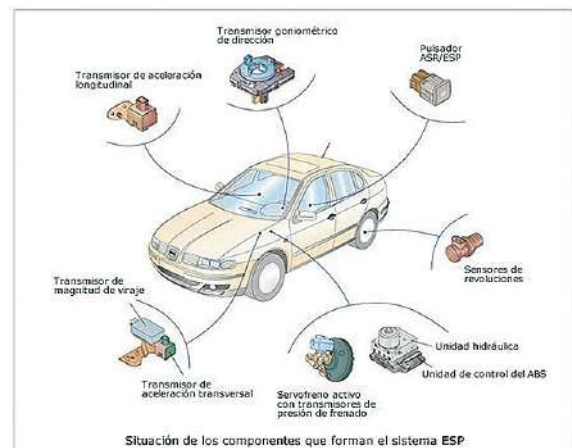 Transmisor goniométrico
de dirección
Pulsador
ASR/ESP
Transmisor de aceleración
longitudinal
Sensores de
revoluciones
Transmisor de
magnitud de viraje
Unidad hidráulica
Unidad de control del ABS
Transmisor de
aceleración transversal
Servofreno activo
con transmisores de
presión de frenado
Situación de los componentes que forman el sistema ESP